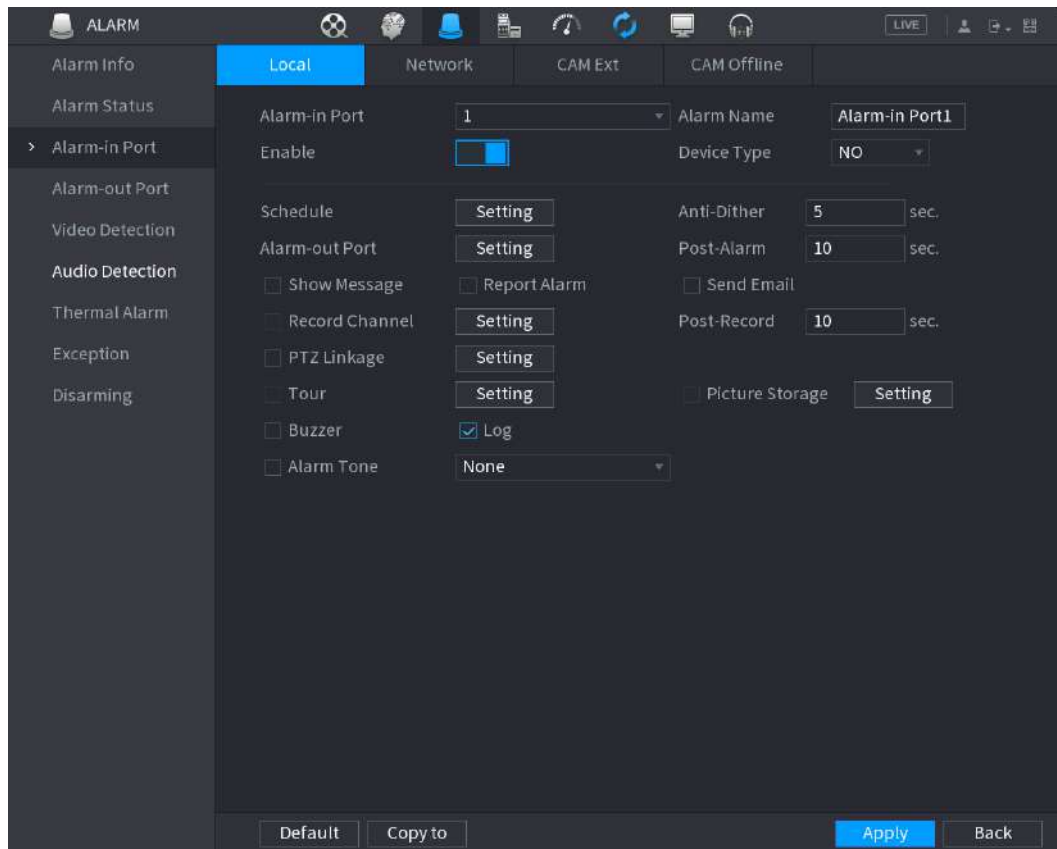 ALARM
LIVE
Alarm Info
Alarm Status
Alarm-in Port
Alarm-out Port
Video Detection
Audio Detection
Thermal Alarm
Exception
Disarming
Local Network CAM Ext CAM Offline
Alarm-in Port 1 Alarm Name Alarm-in Port1
Enable Device Type NO
Schedule Setting Anti-Dither 5 sec.
Alarm-out Port Setting Post-Alarm 10 sec.
Show Message Report Alarm Send Email
Record Channel Setting Post-Record 10 sec.
PTZ Linkage Setting
Tour Setting Picture Storage Setting
Buzzer Log
Alarm Tone None
Default Copy to Apply Back